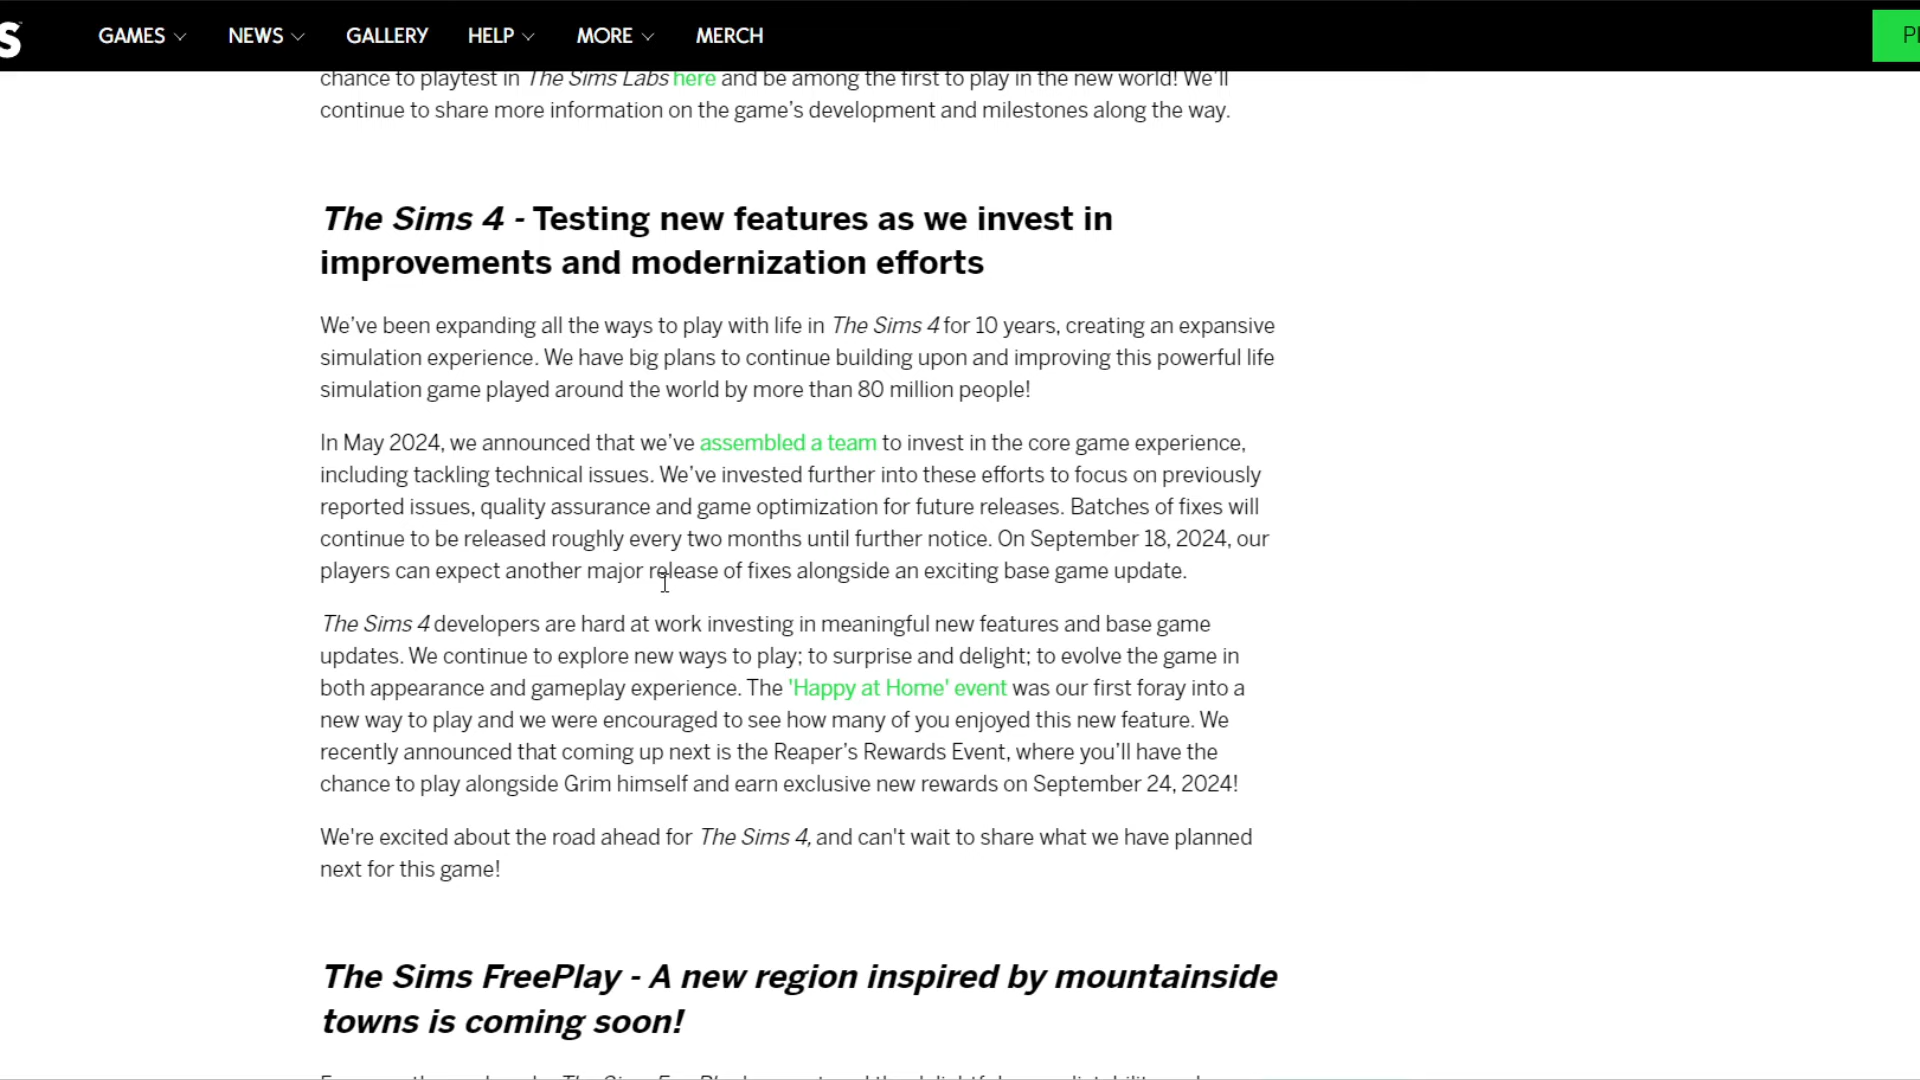 S
GAMES NEWS GALLERY HELP MORE MERCH
chance to playtest in The Sims Labs here and be among the first to play in the new world! We’ll
continue to share more information on the game’s development and milestones along the way.
The Sims 4 - Testing new features as we invest in
improvements and modernization efforts
We’ve been expanding all the ways to play with life in The Sims 4 for 10 years, creating an expansive
simulation experience. We have big plans to continue building upon and improving this powerful life
simulation game played around the world by more than 80 million people!
In May 2024, we announced that we’ve assembled a team to invest in the core game experience,
including tackling technical issues. We’ve invested further into these efforts to focus on previously
reported issues, quality assurance and game optimization for future releases. Batches of fixes will
continue to be released roughly every two months until further notice. On September 18, 2024, our
players can expect another major release of fixes alongside an exciting base game update.
The Sims 4 developers are hard at work investing in meaningful new features and base game
updates. We continue to explore new ways to play; to surprise and delight; to evolve the game in
both appearance and gameplay experience. The 'Happy at Home' event was our first foray into a
new way to play and we were encouraged to see how many of you enjoyed this new feature. We
recently announced that coming up next is the Reaper’s Rewards Event, where you’ll have the
chance to play alongside Grim himself and earn exclusive new rewards on September 24, 2024!
We're excited about the road ahead for The Sims 4, and can't wait to share what we have planned
next for this game!
The Sims FreePlay - A new region inspired by mountainside
towns is coming soon!